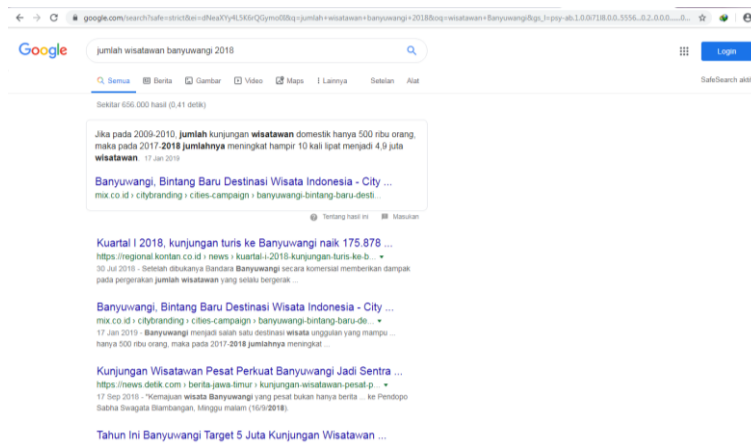 google.com/search?safe=strict&ei=dNeaXYy4L5K6rQGymo0I8&q=jumlah+wisatawan+banyuwangi+2018&oq=wisatawan+Banyuwangi&gs_l=psy-ab.1.0.0i71l8.0.0..5556...0.2..0.0.0.......0...
Google
jumlah wisatawan banyuwangi 2018
Login
Semua Berita Gambar Video Maps Lainnya Setelan Alat
SafeSearch aktif
Sekitar 656.000 hasil (0,41 detik)
Jika pada 2009-2010, jumlah kunjungan wisatawan domestik hanya 500 ribu orang,
maka pada 2017-2018 jumlahnya meningkat hampir 10 kali lipat menjadi 4,9 juta
wisatawan. 17 Jan 2019
Banyuwangi, Bintang Baru Destinasi Wisata Indonesia - City ...
mix.co.id › citybranding › cities-campaign › banyuwangi-bintang-baru-desti...
Tentang hasil ini Masukan
Kuartal I 2018, kunjungan turis ke Banyuwangi naik 175.878 ...
https://regional.kontan.co.id › news › kuartal-i-2018-kunjungan-turis-ke-b...
30 Jul 2018 - Setelah dibukanya Bandara Banyuwangi secara komersial memberikan dampak
pada pergerakan jumlah wisatawan yang selalu bergerak ...
Banyuwangi, Bintang Baru Destinasi Wisata Indonesia - City ...
mix.co.id › citybranding › cities-campaign › banyuwangi-bintang-baru-de...
17 Jan 2019 - Banyuwangi menjadi salah satu destinasi wisata unggulan yang mampu ...
hanya 500 ribu orang, maka pada 2017-2018 jumlahnya meningkat ...
Kunjungan Wisatawan Pesat Perkuat Banyuwangi Jadi Sentra ...
https://news.detik.com › berita-jawa-timur › kunjungan-wisatawan-pesat-p...
17 Sep 2018 - "Kemajuan wisata Banyuwangi yang pesat bukan hanya berita ... ke Pendopo
Sabha Swagata Blambangan, Minggu malam (16/9/2018).
Tahun Ini Banyuwangi Target 5 Juta Kunjungan Wisatawan ...